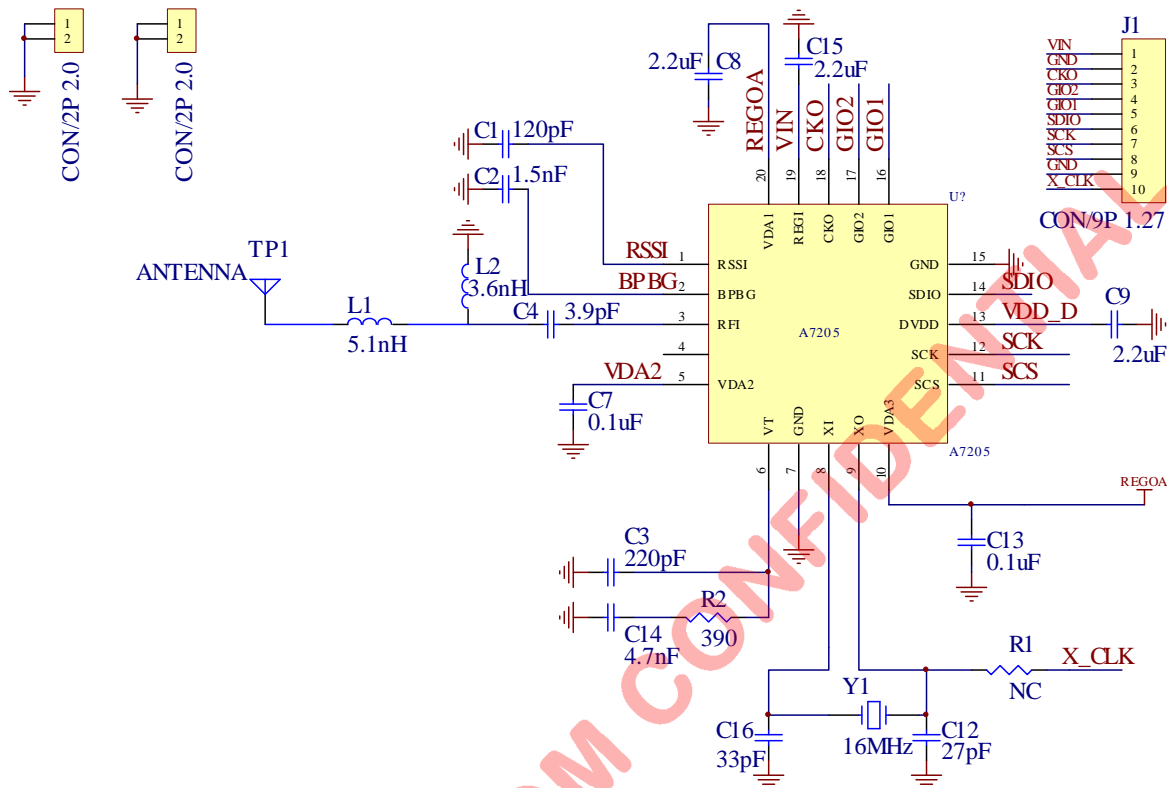 1
2
CON/2P 2.0
1
2
CON/2P 2.0
2.2uF
C8
C15
2.2uF
REGOA
VIN
CKO
GIO2
GIO1
J1
VIN
1
GND
2
CKO
3
GIO2
4
GIO1
5
SDIO
6
SCK
7
SCS
8
GND
9
X_CLK
10
CON/9P 1.27
C1
120pF
C2
1.5nF
20
19
18
17
16
U?
VDA1
REGI
CKO
GIO2
GIO1
TP1
ANTENNA
L1
5.1nH
L2
3.6nH
C4
3.9pF
RSSI
1
RSSI
BPBG
2
BPBG
3
RFI
4
VDA2
5
VDA2
C7
0.1uF
A7205
GND
15
SDIO
14
SDIO
DVDD
13
VDD_D
C9
2.2uF
SCK
12
SCK
SCS
11
SCS
VT
GND
XI
XO
VDA3
A7205
6
7
8
9
10
REGOA
C3
220pF
C13
0.1uF
R2
390
C14
4.7nF
R1
NC
X_CLK
Y1
16MHz
C16
33pF
C12
27pF
OM CONFIDENTIAL